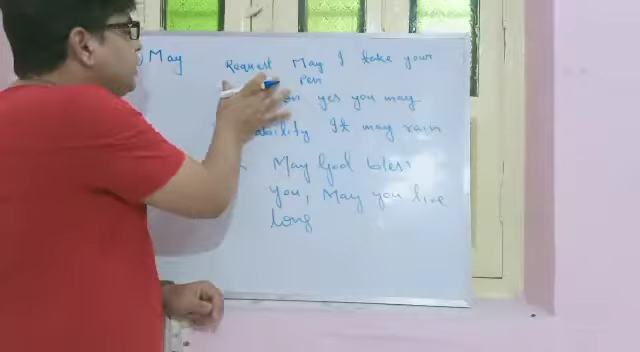 May
Request May I take your
Pen
yes you may
It may rain
May God bless
you, May you live
long